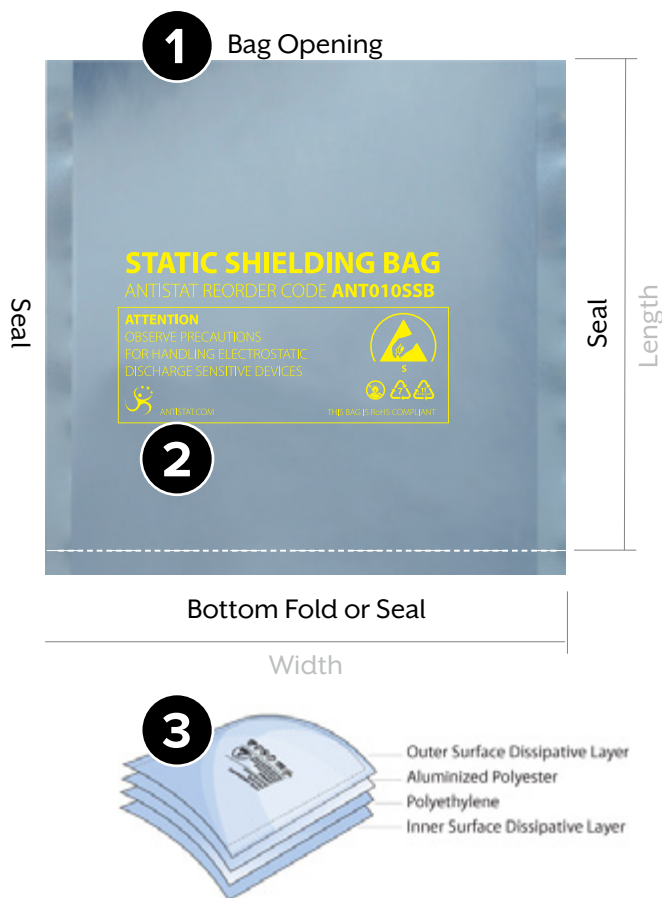 1
Bag Opening
STATIC SHIELDING BAG
ANTISTAT REORDER CODE ANT010SSB
ATTENTION
OBSERVE PRECAUTIONS
FOR HANDLING ELECTROSTATIC
DISCHARGE SENSITIVE DEVICES
S
7
ANTISTAT.COM
THIS BAG IS RoHS COMPLIANT
2
Seal
Seal
Length
Bottom Fold or Seal
Width
3
Outer Surface Dissipative Layer
Aluminized Polyester
Polyethylene
Inner Surface Dissipative Layer